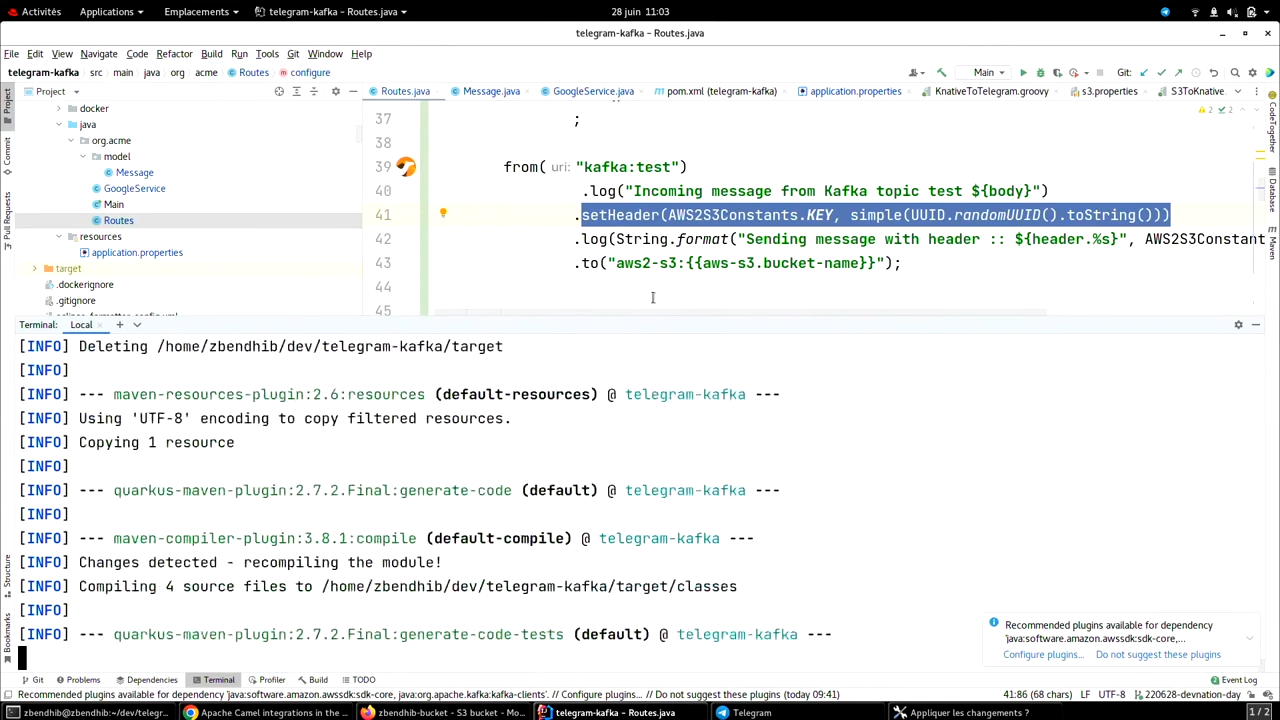 Activités Applications Emplacements telegram-kafka – Routes.java 28 juin 11:03
telegram-kafka – Routes.java
File Edit View Navigate Code Refactor Build Run Tools Git Window Help
telegram-kafka src main java org acme Routes configure Main Git:
Project Routes.java Message.java GoogleService.java pom.xml (telegram-kafka) application.properties KnativeToTelegram.groovy s3.properties S3ToKnative
Project
Commit
Pull Requests
Structure
Bookmarks
docker
java
org.acme
model
Message
GoogleService
Main
Routes
resources
application.properties
target
.dockerignore
.gitignore
2 2
37 ;
38
39 from( uri: "kafka:test")
40 .log("Incoming message from Kafka topic test ${body}")
41 .setHeader(AWS2S3Constants.KEY, simple(UUID.randomUUID().toString()))
42 .log(String.format("Sending message with header :: ${header.%s}", AWS2S3Constant
43 .to("aws2-s3:{{aws-s3.bucket-name}}");
44
45
CodeTogether
Database
Maven
Terminal: Local
[INFO] Deleting /home/zbendhib/dev/telegram-kafka/target
[INFO]
[INFO] --- maven-resources-plugin:2.6:resources (default-resources) @ telegram-kafka ---
[INFO] Using 'UTF-8' encoding to copy filtered resources.
[INFO] Copying 1 resource
[INFO]
[INFO] --- quarkus-maven-plugin:2.7.2.Final:generate-code (default) @ telegram-kafka ---
[INFO]
[INFO] --- maven-compiler-plugin:3.8.1:compile (default-compile) @ telegram-kafka ---
[INFO] Changes detected - recompiling the module!
[INFO] Compiling 4 source files to /home/zbendhib/dev/telegram-kafka/target/classes
[INFO]
[INFO] --- quarkus-maven-plugin:2.7.2.Final:generate-code-tests (default) @ telegram-kafka ---
Recommended plugins available for dependency
'java:software.amazon.awssdk:sdk-core,...
Configure plugins... Do not suggest these plugins
Git Problems Dependencies Terminal Profiler Build TODO Event Log
Recommended plugins available for dependency 'java:software.amazon.awssdk:sdk-core, java:org.apache.kafka:kafka-clients'. // Configure plugins... // Do not suggest these plugins (today 09:41) 41:86 (68 chars) LF UTF-8 220628-devnation-day
zbendhib@zbendhib:~/dev/telegr... Apache Camel integrations in the ... zbendhib-bucket - S3 bucket - Mo... telegram-kafka – Routes.java Telegram Appliquer les changements ? 1 / 2